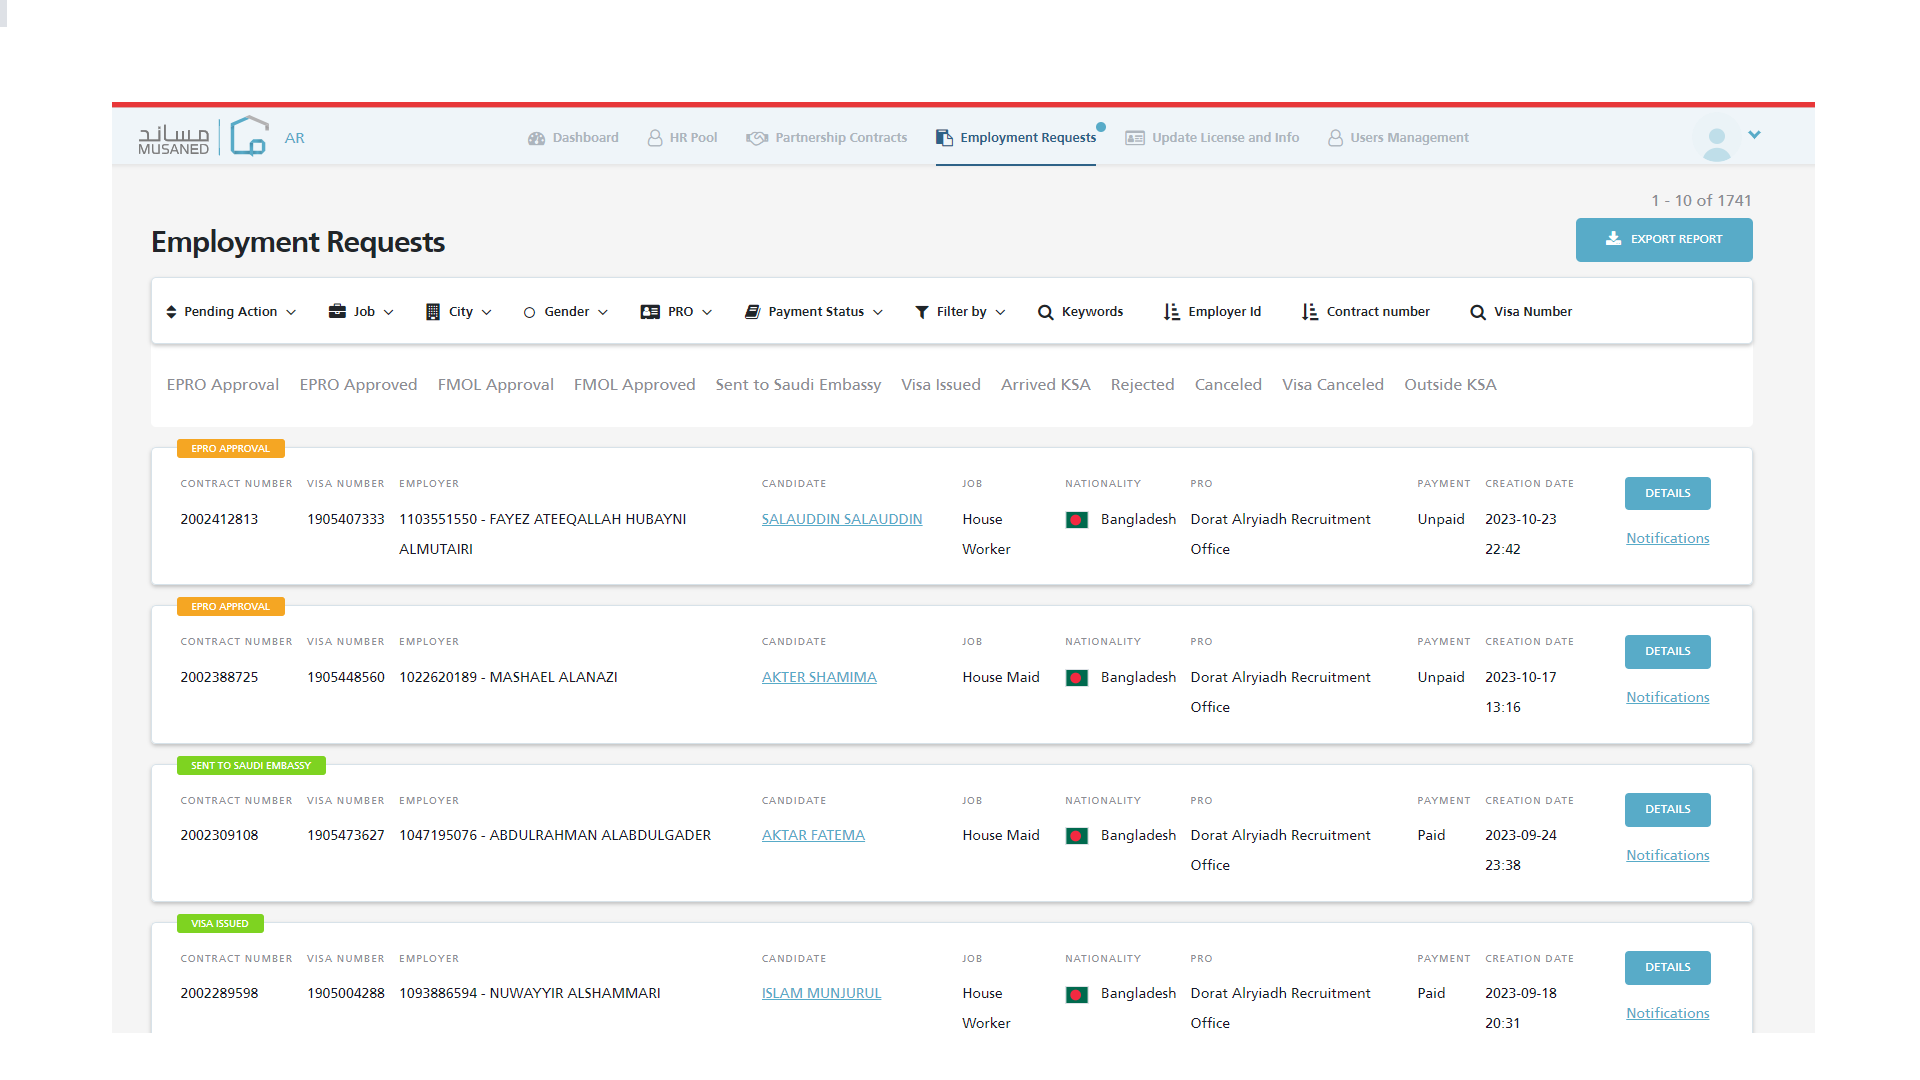 مساند
MUSANED
AR
Dashboard
HR Pool
Partnership Contracts
Employment Requests
Update License and Info
Users Management
1 - 10 of 1741
Employment Requests
EXPORT REPORT
Pending Action
Job
City
Gender
PRO
Payment Status
Filter by
Keywords
Employer Id
Contract number
Visa Number
EPRO Approval
EPRO Approved
FMOL Approval
FMOL Approved
Sent to Saudi Embassy
Visa Issued
Arrived KSA
Rejected
Canceled
Visa Canceled
Outside KSA
EPRO APPROVAL
CONTRACT NUMBER VISA NUMBER EMPLOYER CANDIDATE JOB NATIONALITY PRO PAYMENT CREATION DATE
DETAILS
2002412813 1905407333 1103551550 - FAYEZ ATEEQALLAH HUBAYNI SALAUDDIN SALAUDDIN House Bangladesh Dorat Alryiadh Recruitment Unpaid 2023-10-23
Notifications
ALMUTAIRI Worker Office 22:42
EPRO APPROVAL
CONTRACT NUMBER VISA NUMBER EMPLOYER CANDIDATE JOB NATIONALITY PRO PAYMENT CREATION DATE
DETAILS
2002388725 1905448560 1022620189 - MASHAEL ALANAZI AKTER SHAMIMA House Maid Bangladesh Dorat Alryiadh Recruitment Unpaid 2023-10-17
Notifications
Office 13:16
SENT TO SAUDI EMBASSY
CONTRACT NUMBER VISA NUMBER EMPLOYER CANDIDATE JOB NATIONALITY PRO PAYMENT CREATION DATE
DETAILS
2002309108 1905473627 1047195076 - ABDULRAHMAN ALABDULGADER AKTAR FATEMA House Maid Bangladesh Dorat Alryiadh Recruitment Paid 2023-09-24
Notifications
Office 23:38
VISA ISSUED
CONTRACT NUMBER VISA NUMBER EMPLOYER CANDIDATE JOB NATIONALITY PRO PAYMENT CREATION DATE
DETAILS
2002289598 1905004288 1093886594 - NUWAYYIR ALSHAMMARI ISLAM MUNJURUL House Bangladesh Dorat Alryiadh Recruitment Paid 2023-09-18
Notifications
Worker Office 20:31